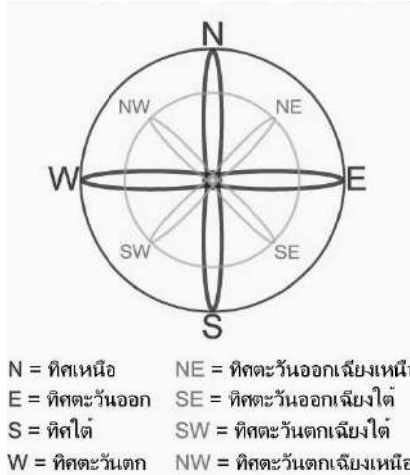 N
NW NE
W E
SW SE
S
N = ทิศเหนือ NE = ทิศตะวันออกเฉียงเหนือ
E = ทิศตะวันออก SE = ทิศตะวันออกเฉียงใต้
S = ทิศใต้ SW = ทิศตะวันตกเฉียงใต้
W = ทิศตะวันตก NW = ทิศตะวันตกเฉียงเหนือ